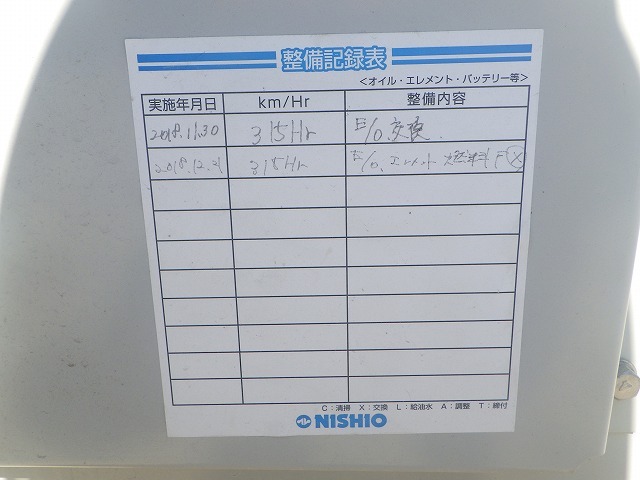 整備記録表
<オイル・エレメント・バッテリー等>
実施年月日 km/Hr 整備内容
2018.11.30 315Hr E/O.交換
2018.12. 315Hr E/O.エレメント 燃料F Ⓧ
C：清掃 X：交換 L：給油水 A：調整 T：締付
NISHIO